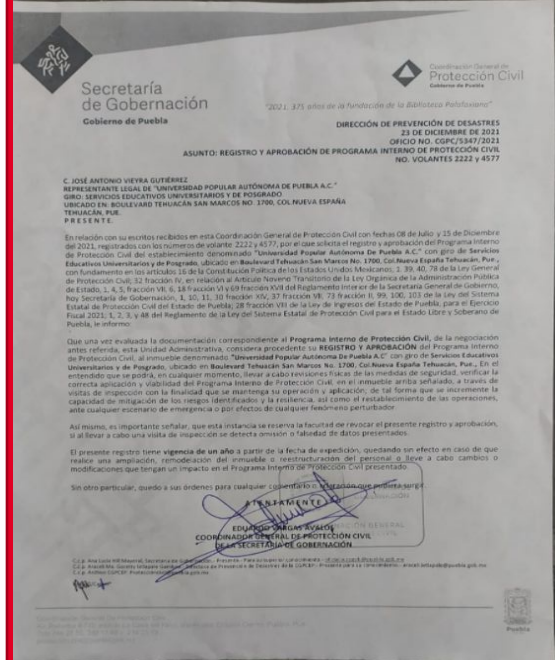 Secretaría
de Gobernación
Gobierno de Puebla
Coordinación General de
Protección Civil
Gobierno de Puebla
"2021. 375 años de la fundación de la Biblioteca Palafoxiana"
DIRECCIÓN DE PREVENCIÓN DE DESASTRES
23 DE DICIEMBRE DE 2021
OFICIO NO. CGPC/5347/2021
ASUNTO: REGISTRO Y APROBACIÓN DE PROGRAMA INTERNO DE PROTECCIÓN CIVIL
NO. VOLANTES 2222 y 4577
C. JOSÉ ANTONIO VIEYRA GUTIÉRREZ
REPRESENTANTE LEGAL DE "UNIVERSIDAD POPULAR AUTÓNOMA DE PUEBLA A.C."
GIRO: SERVICIOS EDUCATIVOS UNIVERSITARIOS Y DE POSGRADO
UBICADO EN: BOULEVARD TEHUACÁN SAN MARCOS NO. 1700, COL.NUEVA ESPAÑA
TEHUACÁN, PUE.
P R E S E N T E.
En relación con su escritos recibidos en esta Coordinación General de Protección Civil con fechas 08 de Julio y 15 de Diciembre
del 2021, registrados con los números de volante 2222 y 4577, por el que solicita el registro y aprobación del Programa Interno
de Protección Civil del establecimiento denominado "Universidad Popular Autónoma De Puebla A.C." con giro de Servicios
Educativos Universitarios y de Posgrado, ubicado en Boulevard Tehuacán San Marcos No. 1700, Col.Nueva España Tehuacán, Pue.,
con fundamento en los artículos 16 de la Constitución Política de los Estados Unidos Mexicanos, 1, 39, 40, 78 de la Ley General
de Protección Civil; 32 fracción IV, en relación al Artículo Noveno Transitorio de la Ley Orgánica de la Administración Pública
de Estado, 1, 4, 5, fracción VII, 6, 18 fracción VI y 69 fracción XVII del Reglamento Interior de la Secretaría General de Gobierno,
hoy Secretaría de Gobernación, 1, 10, 11, 30 fracción XIV, 37 fracción VII, 73 fracción II, 99, 100, 103 de la Ley del Sistema
Estatal de Protección Civil; 28 fracción VIII de la Ley de Ingresos del Estado de Puebla, para el Ejercicio
Fiscal 2021; 1, 2, 3, y 48 del Reglamento de la Ley del Sistema Estatal de Protección Civil para el Estado Libre y Soberano de
Puebla, le informo:
Que una vez evaluada la documentación correspondiente al Programa Interno de Protección Civil, de la negociación
antes referida, esta Unidad Administrativa, considera procedente su REGISTRO Y APROBACIÓN del Programa Interno
de Protección Civil, al inmueble denominado "Universidad Popular Autónoma De Puebla A.C" con giro de Servicios Educativos
Universitarios y de Posgrado, ubicado en Boulevard Tehuacán San Marcos No. 1700, Col.Nueva España Tehuacán, Pue., En el
entendido que se podrá, en cualquier momento, llevar a cabo revisiones físicas de las medidas de seguridad, verificar la
correcta aplicación y viabilidad del Programa Interno de Protección Civil, en el inmueble arriba señalado, a través de
visitas de inspección con la finalidad que se mantenga su operación y aplicación, de tal forma que se incremente la
capacidad de mitigación de los riesgos identificados y la resiliencia, así como el restablecimiento de las operaciones,
ante cualquier escenario de emergencia o por efectos de cualquier fenómeno perturbador.
Así mismo, es importante señalar, que esta instancia se reserva la facultad de revocar el presente registro y aprobación,
si al llevar a cabo una visita de inspección se detecta omisión o falsedad de datos presentados.
El presente registro tiene vigencia de un año a partir de la fecha de expedición, quedando sin efecto en caso de que
realice una ampliación, remodelación del inmueble o reestructuración del personal o lleve a cabo cambios o
modificaciones que tengan un impacto en el Programa Interno de Protección Civil presentado.
Sin otro particular, quedo a sus órdenes para cualquier comentario o aclaración que pudiera surgir.
ATENTAMENTE
EDUARDO VARGAS AVALOS
COORDINADOR GENERAL DE PROTECCIÓN CIVIL
DE LA SECRETARÍA DE GOBERNACIÓN
Puebla